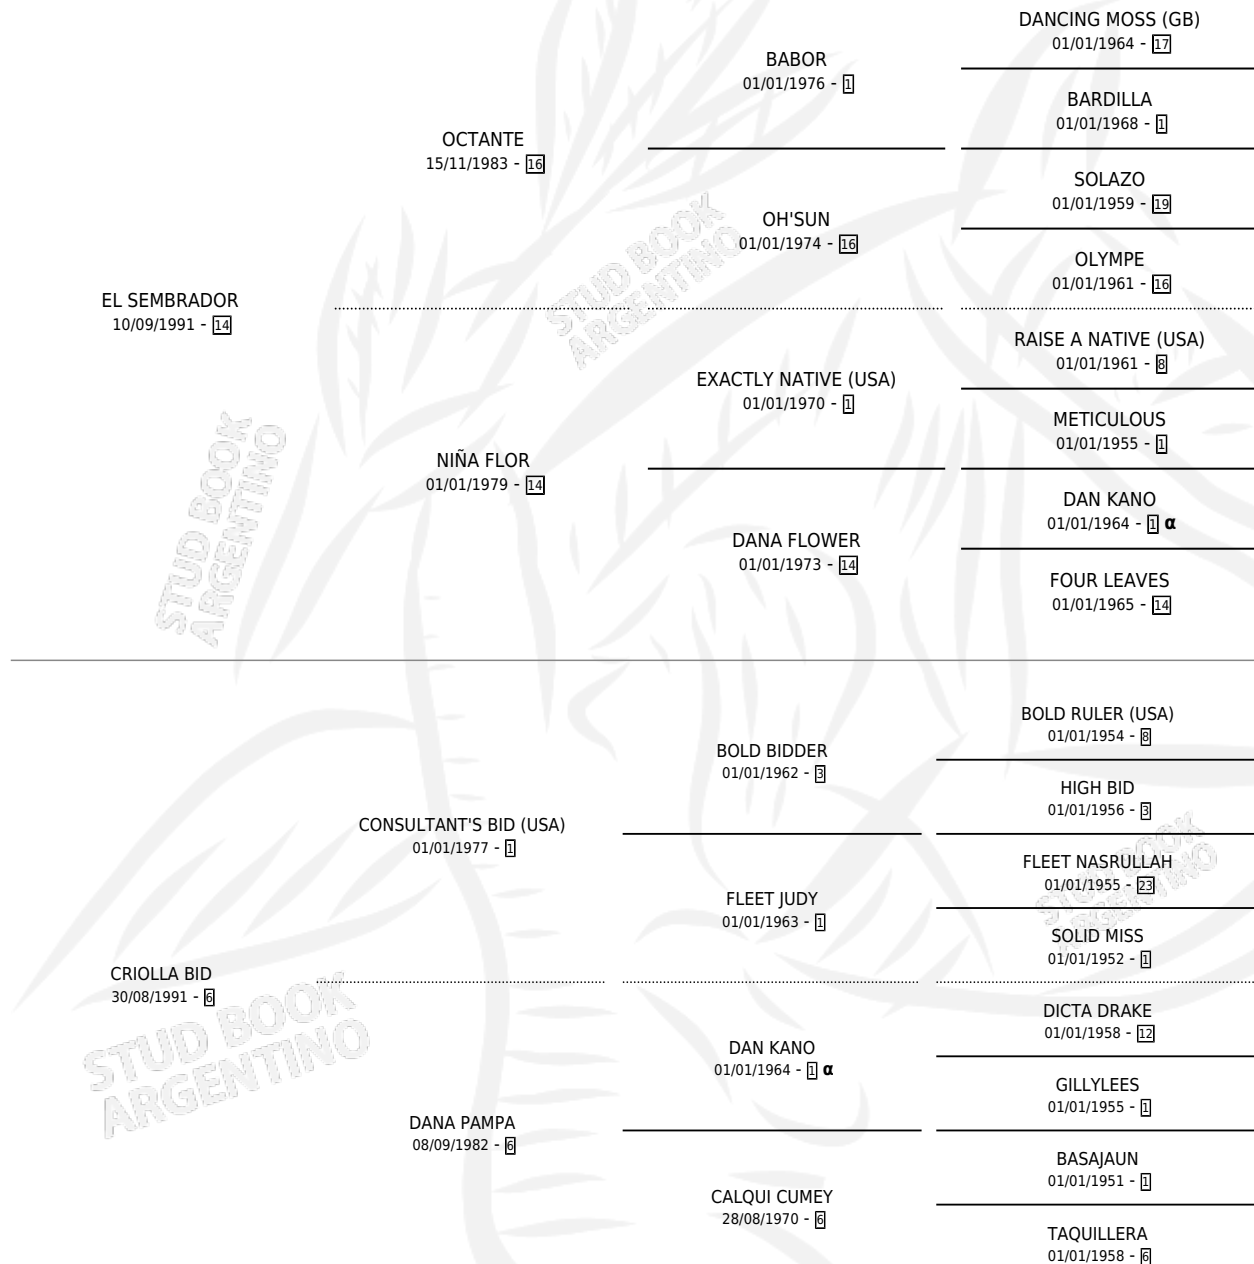 DANCING MOSS (GB)
01/01/1964 - 17
BABOR
01/01/1976 - 1
BARDILLA
01/01/1968 - 1
OCTANTE
15/11/1983 - 16
SOLAZO
01/01/1959 - 19
OH'SUN
01/01/1974 - 16
OLYMPE
01/01/1961 - 16
EL SEMBRADOR
10/09/1991 - 14
RAISE A NATIVE (USA)
01/01/1961 - 8
EXACTLY NATIVE (USA)
01/01/1970 - 1
METICULOUS
01/01/1955 - 1
NIÑA FLOR
01/01/1979 - 14
DAN KANO
01/01/1964 - 1 α
DANA FLOWER
01/01/1973 - 14
FOUR LEAVES
01/01/1965 - 14
BOLD RULER (USA)
01/01/1954 - 8
BOLD BIDDER
01/01/1962 - 3
HIGH BID
01/01/1956 - 3
CONSULTANT'S BID (USA)
01/01/1977 - 1
FLEET NASRULLAH
01/01/1955 - 23
FLEET JUDY
01/01/1963 - 1
SOLID MISS
01/01/1952 - 1
CRIOLLA BID
30/08/1991 - 6
DICTA DRAKE
01/01/1958 - 12
DAN KANO
01/01/1964 - 1 α
GILLYLEES
01/01/1955 - 1
DANA PAMPA
08/09/1982 - 6
BASAJAUN
01/01/1951 - 1
CALQUI CUMEY
28/08/1970 - 6
TAQUILLERA
01/01/1958 - 6
STUD BOOK
ARGENTINO
STUD BOOK
ARGENTINO
STUD BOOK
ARGENTINO
STUD BOOK
ARGENTINO